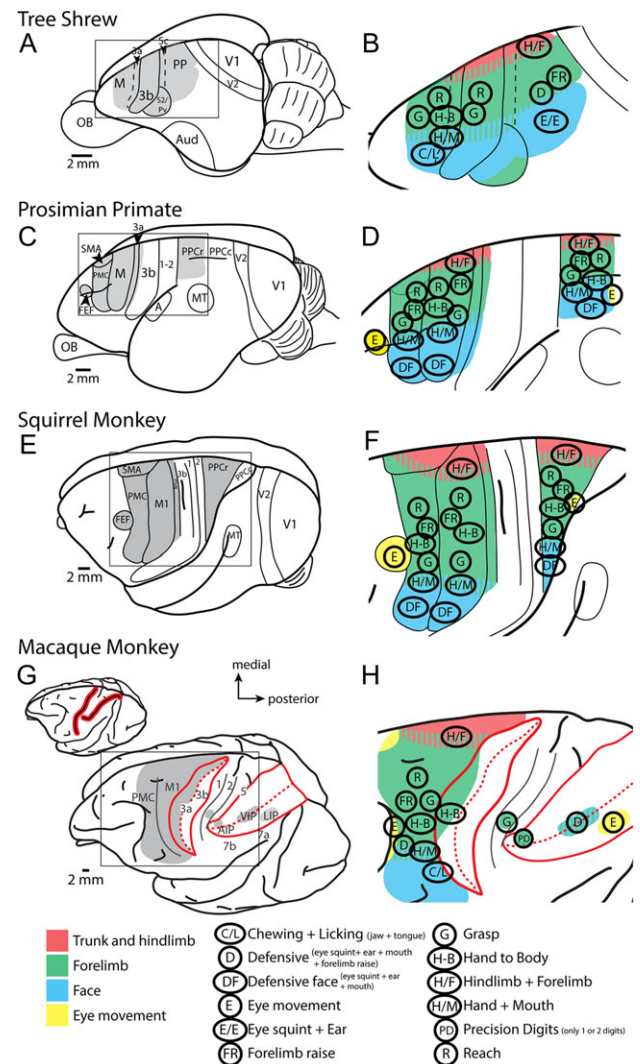 Tree Shrew
A
3a
5c
M
3b
PP
S2/
Pv
V1
V2
OB
Aud
2 mm
B
H/F
FR
R
R
D
G
H-B
G
E/E
H/M
C/L
Prosimian Primate
C
3a
SMA
PMC
M
3b
1-2
PPCr
PPCc
V2
V1
FEF
A
MT
OB
2 mm
D
H/F
H/F
R
R
FR
R
FR
R
FR
H-B
G
H-B
G
G
H/M
E
E
H/M
H/M
DF
DF
DF
Squirrel Monkey
E
SMA
3b
1
2
PPCr
PPCc
PMC
M1
V2
V1
FEF
MT
2 mm
F
H/F
H/F
R
R
R
FR
E
FR
FR
H-B
H-B
H-B
G
E
G
G
H/M
H/M
H/M
DF
DF
DF
Macaque Monkey
G
medial
posterior
PMC
M1
3a
3b
1
2
5
VIP
LIP
AIP
7a
7b
2 mm
H
H/F
R
FR
G
H-B
E
H-B
G
D
E
D
H/M
PD
C/L
Trunk and hindlimb
Forelimb
Face
Eye movement
C/L Chewing + Licking (jaw + tongue)
D Defensive (eye squint + ear + mouth
+ forelimb raise)
DF Defensive face (eye squint + ear
+ mouth)
E Eye movement
E/E Eye squint + Ear
FR Forelimb raise
G Grasp
H-B Hand to Body
H/F Hindlimb + Forelimb
H/M Hand + Mouth
PD Precision Digits (only 1 or 2 digits)
R Reach